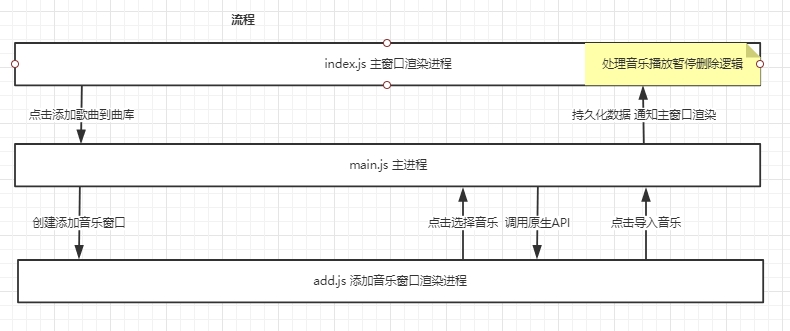 流程
index.js 主窗口渲染进程
处理音乐播放暂停删除逻辑
点击添加歌曲到曲库
持久化数据 通知主窗口渲染
main.js 主进程
创建添加音乐窗口
点击选择音乐
调用原生API
点击导入音乐
add.js 添加音乐窗口渲染进程